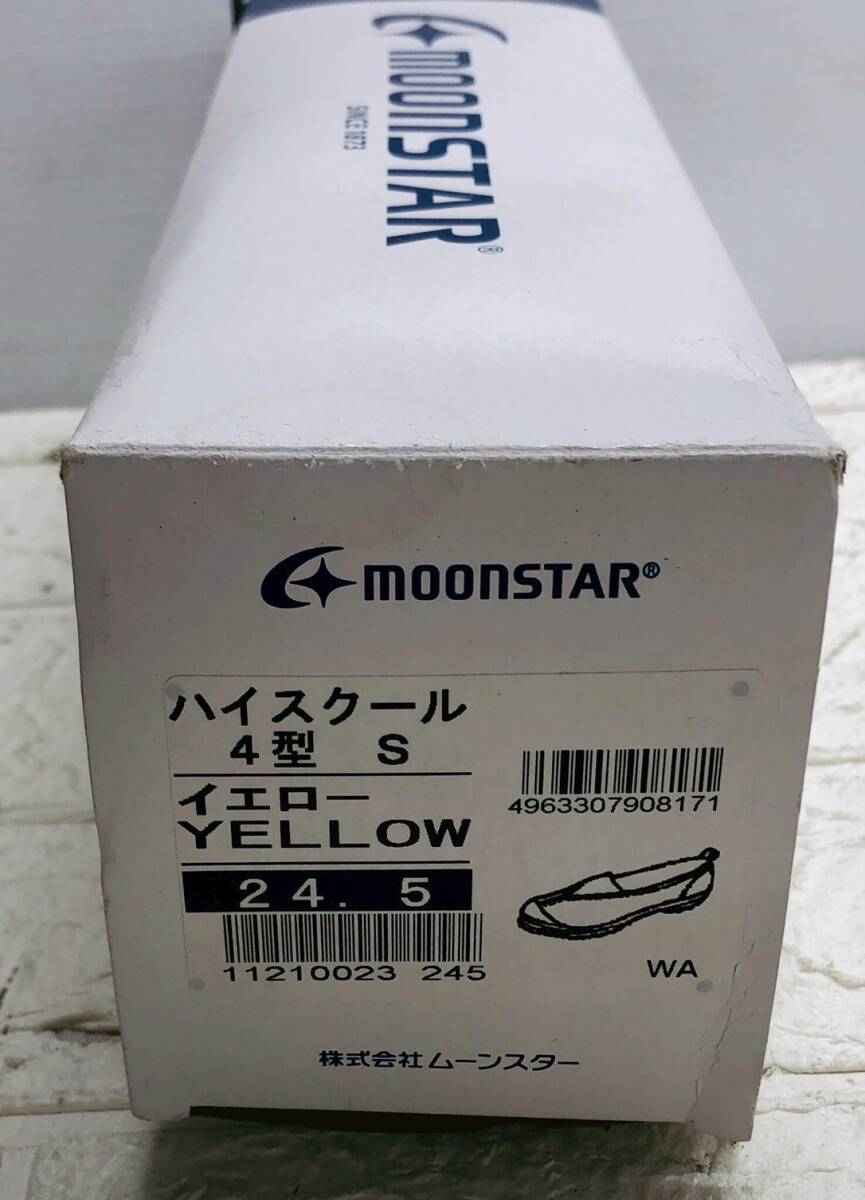 MOONSTAR®
SINCE 1873
MOONSTAR®
ハイスクール
4型 S
イエロー
YELLOW
24.5
11210023 245
4963307908171
WA
株式会社ムーンスター